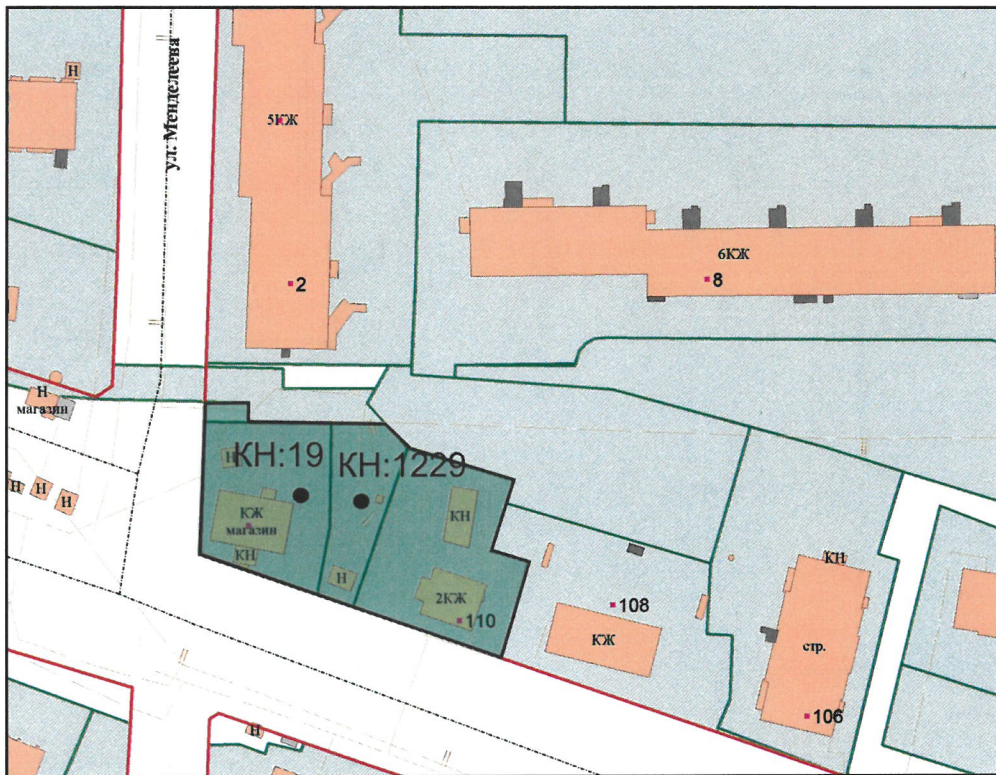 Н
ул. Менделеева
5КЖ
2
6КЖ
8
Н
магазин
Н
Н
Н
КН:19
КН:1229
Н
КЖ
магазин
КН
Н
КН
2КЖ
110
108
КЖ
КН
стр.
106
Н